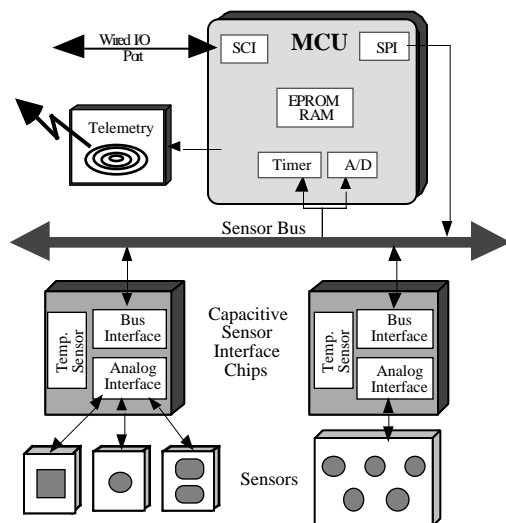 Wired IO
Port
SCI
MCU
SPI
EPROM
RAM
Telemetry
Timer
A/D
Sensor Bus
Temp.
Sensor
Bus
Interface
Analog
Interface
Capacitive
Sensor
Interface
Chips
Temp.
Sensor
Bus
Interface
Analog
Interface
Sensors